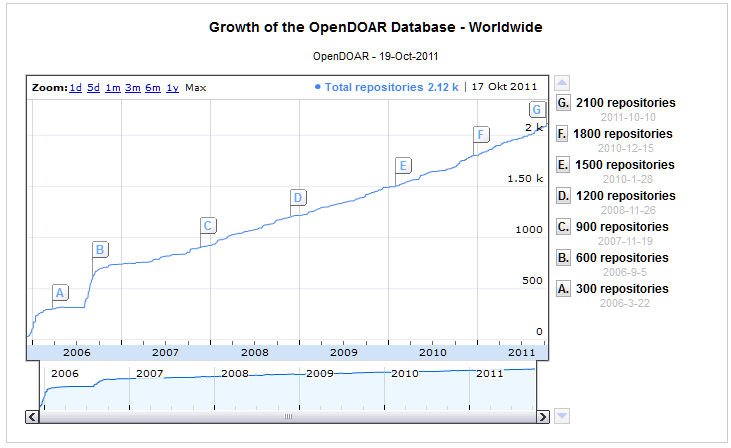 Growth of the OpenDOAR Database - Worldwide
OpenDOAR - 19-Oct-2011
Zoom: 1d 5d 1m 3m 6m 1y Max
Total repositories 2.12 k | 17 Okt 2011
G
2 k
F
E
1.50 k
D
C
1000
B
A
500
0
2006 2007 2008 2009 2010 2011
2006 2007 2008 2009 2010 2011
G. 2100 repositories
2011-10-10
F. 1800 repositories
2010-12-15
E. 1500 repositories
2010-1-28
D. 1200 repositories
2008-11-26
C. 900 repositories
2007-11-19
B. 600 repositories
2006-9-5
A. 300 repositories
2006-3-22